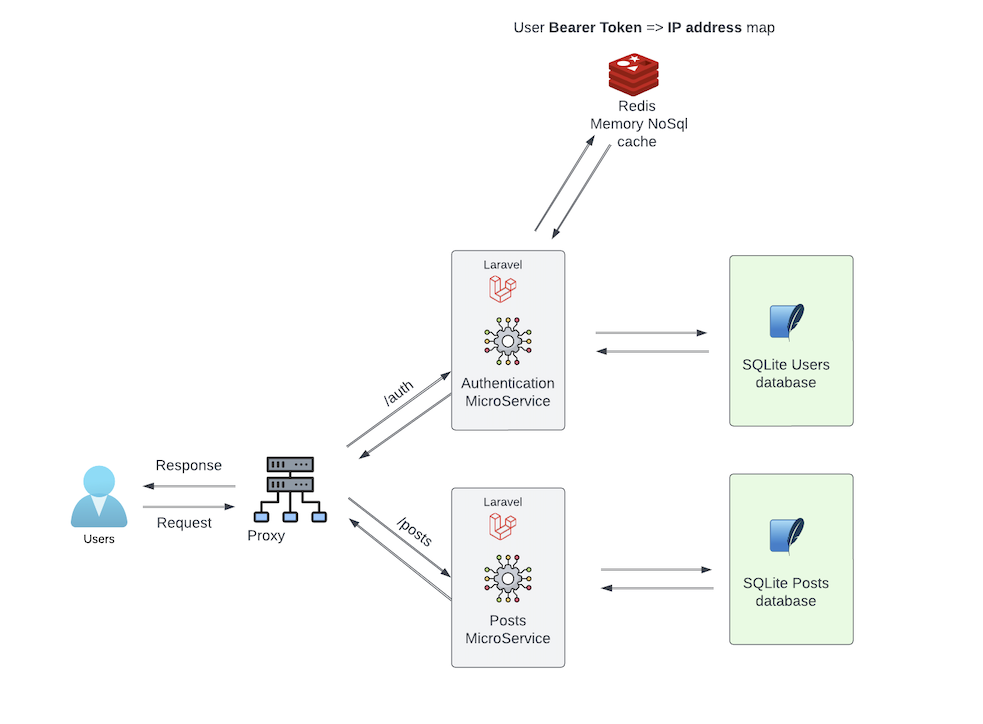 User Bearer Token => IP address map
Redis
Memory NoSql
cache
Laravel
Authentication
MicroService
SQLite Users
database
/auth
Response
Request
Users
Proxy
/posts
Laravel
Posts
MicroService
SQLite Posts
database